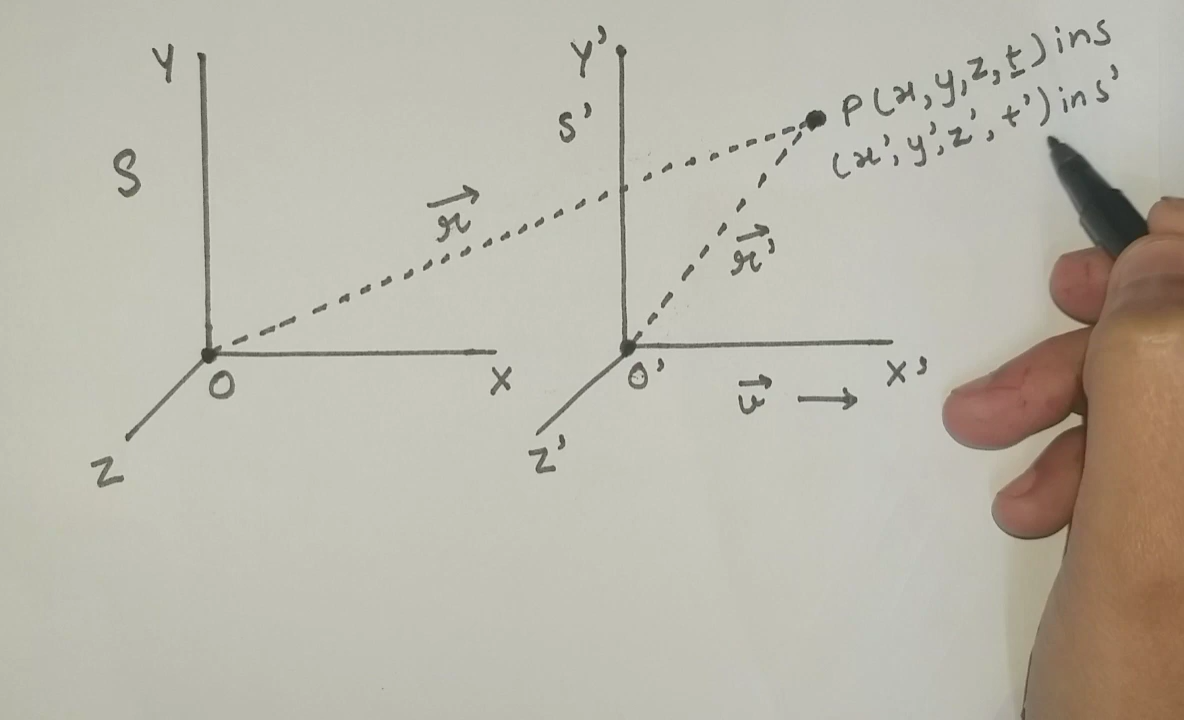 Y
S
r
O
X
Z
Y'
S'
P(x, y, z, t) in S
(x', y', z', t') in S'
r'
O'
v →
X'
Z'